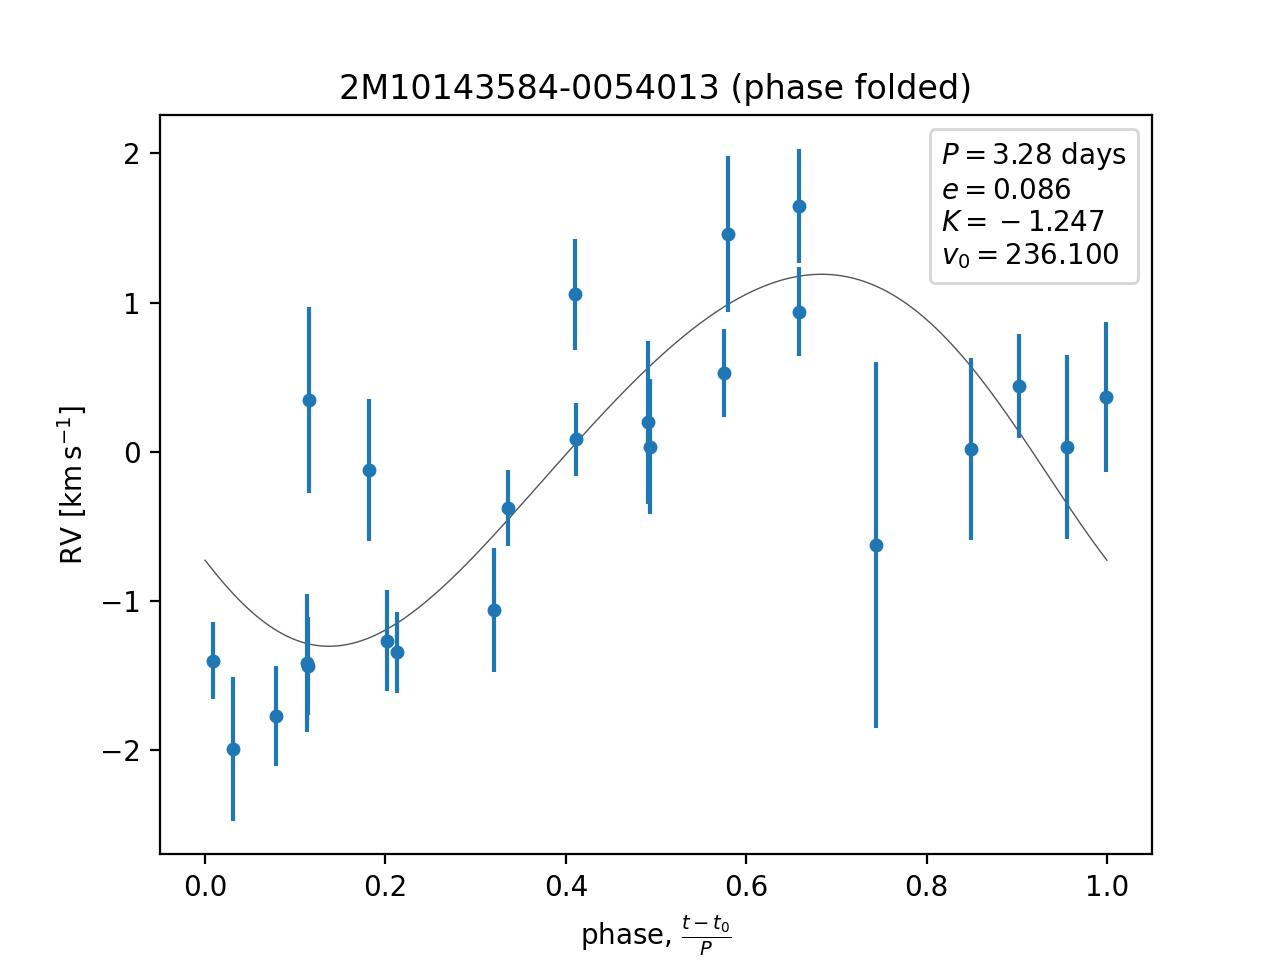 2M10143584-0054013 (phase folded)
P = 3.28 days
e = 0.086
K = −1.247
v₀ = 236.100
2
1
0
−1
−2
RV [km s⁻¹]
0.0 0.2 0.4 0.6 0.8 1.0
phase, (t − t₀)/P